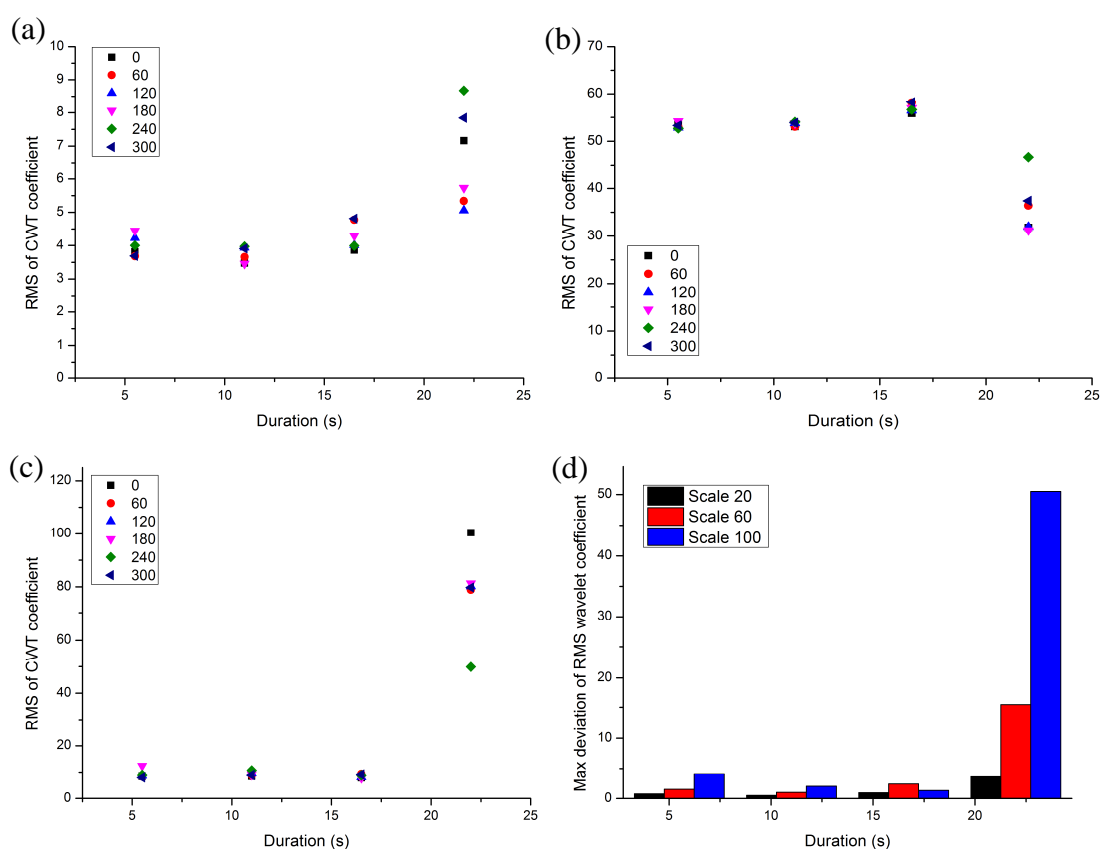 (a)
RMS of CWT coefficient
10
9
8
7
6
5
4
3
2
1
0
0
60
120
180
240
300
5 10 15 20 25
Duration (s)
(b)
RMS of CWT coefficient
70
60
50
40
30
20
10
0
0
60
120
180
240
300
5 10 15 20 25
Duration (s)
(c)
RMS of CWT coefficient
120
100
80
60
40
20
0
0
60
120
180
240
300
5 10 15 20 25
Duration (s)
(d)
Max deviation of RMS wavelet coefficient
50
40
30
20
10
0
Scale 20
Scale 60
Scale 100
5 10 15 20
Duration (s)